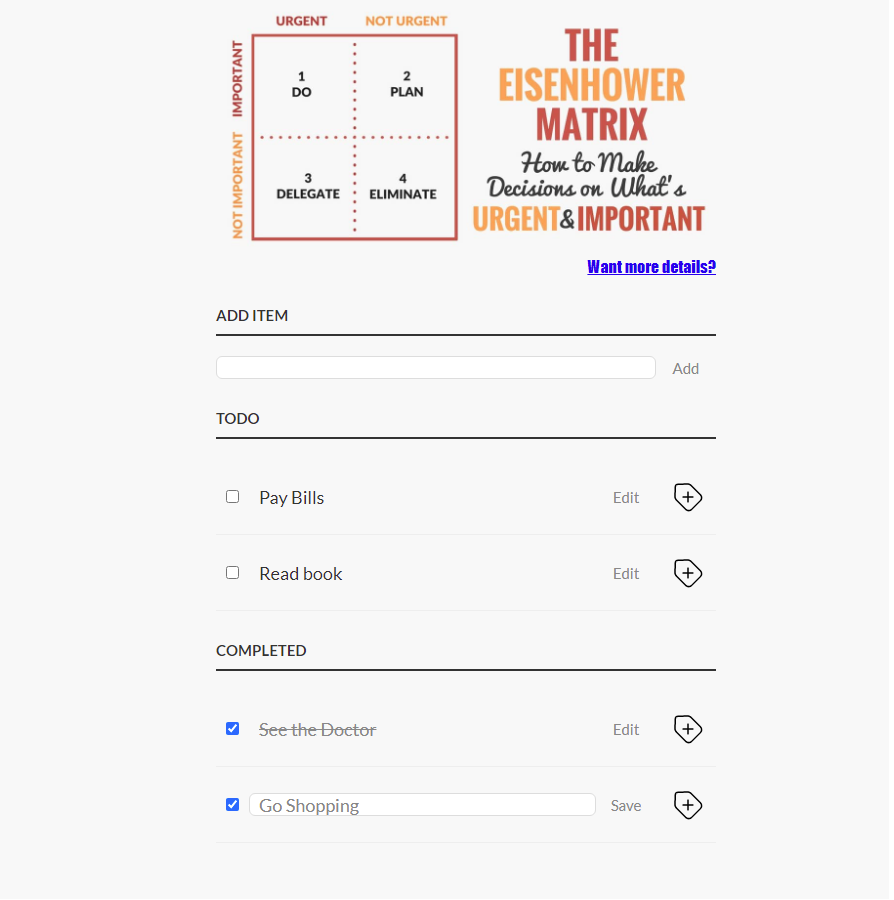 URGENT NOT URGENT
IMPORTANT
NOT IMPORTANT
1
DO
2
PLAN
3
DELEGATE
4
ELIMINATE
THE
EISENHOWER
MATRIX
How to Make
Decisions on What's
URGENT&IMPORTANT
Want more details?
ADD ITEM
Add
TODO
Pay Bills Edit
Read book Edit
COMPLETED
See the Doctor Edit
Go Shopping Save